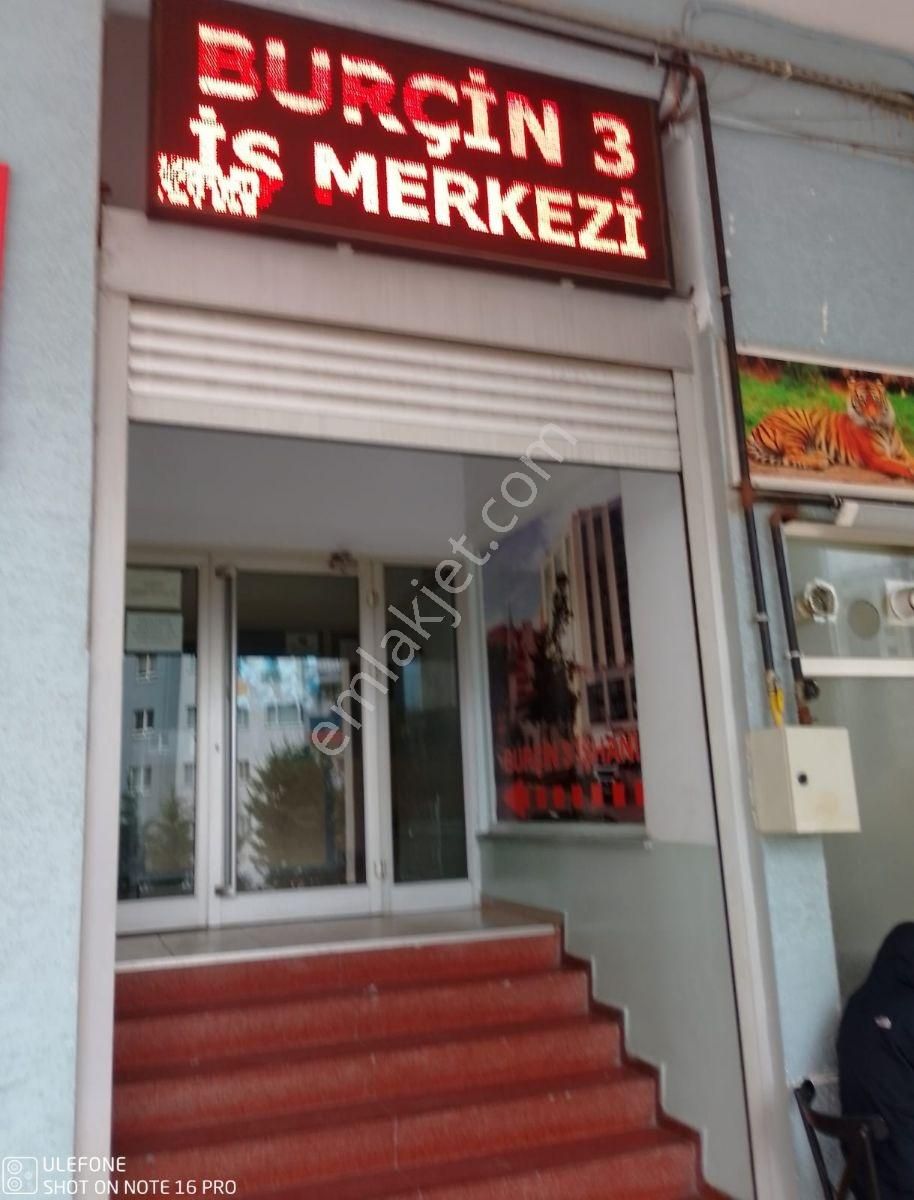 BURÇİN 3
İŞ MERKEZİ
emlakjet.com
ULEFONE
SHOT ON NOTE 16 PRO